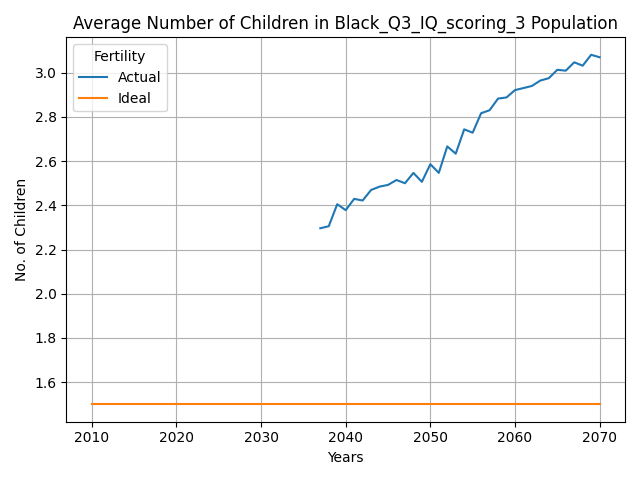 Average Number of Children in Black_Q3_IQ_scoring_3 Population
Fertility
Actual
Ideal
No. of Children
3.0
2.8
2.6
2.4
2.2
2.0
1.8
1.6
2010 2020 2030 2040 2050 2060 2070
Years